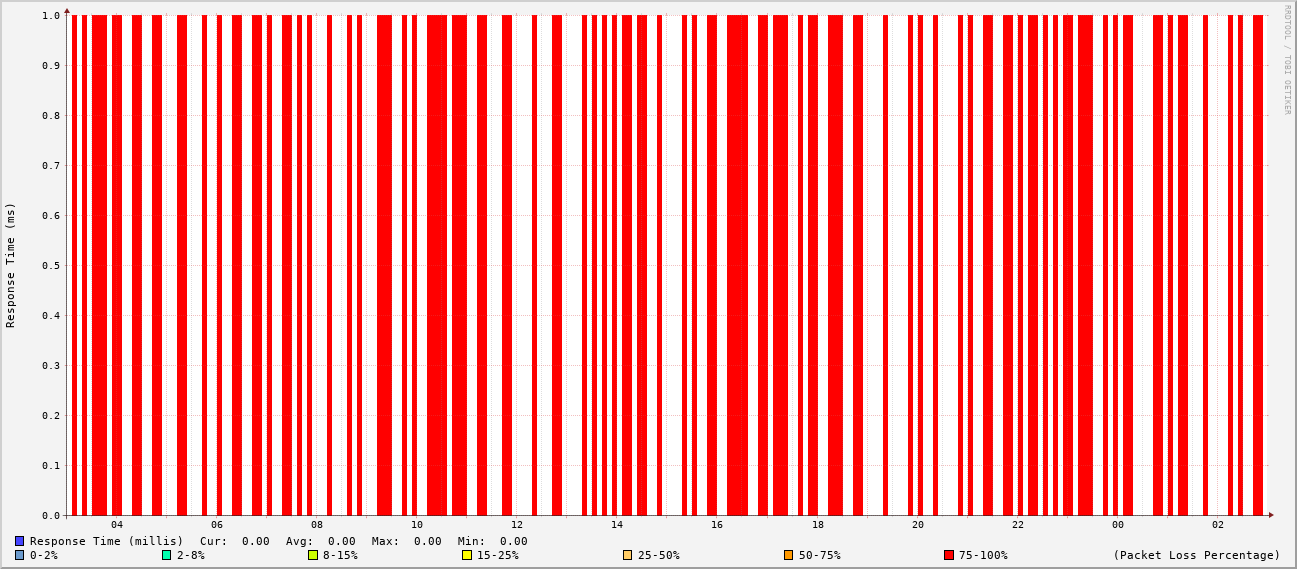 1.0
0.9
0.8
0.7
0.6
0.5
0.4
0.3
0.2
0.1
0.0
Response Time (ms)
RRDTOOL / TOBI OETIKER
04 06 08 10 12 14 16 18 20 22 00 02
Response Time (millis) Cur: 0.00 Avg: 0.00 Max: 0.00 Min: 0.00
0-2% 2-8% 8-15% 15-25% 25-50% 50-75% 75-100% (Packet Loss Percentage)